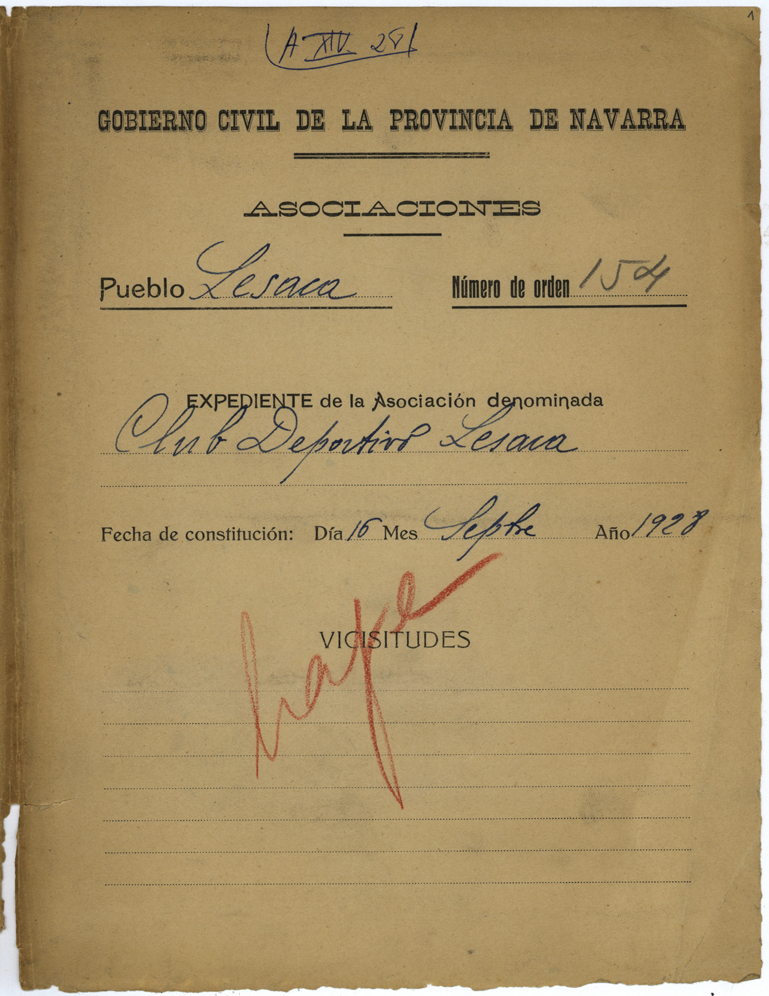 1
(A XIV 28)
GOBIERNO CIVIL DE LA PROVINCIA DE NAVARRA
ASOCIACIONES
Pueblo Lesaca Número de orden 154
EXPEDIENTE de la Asociación denominada
Club Deportivo Lesaca
Fecha de constitución: Día 16 Mes Septre Año 1928
VICISITUDES